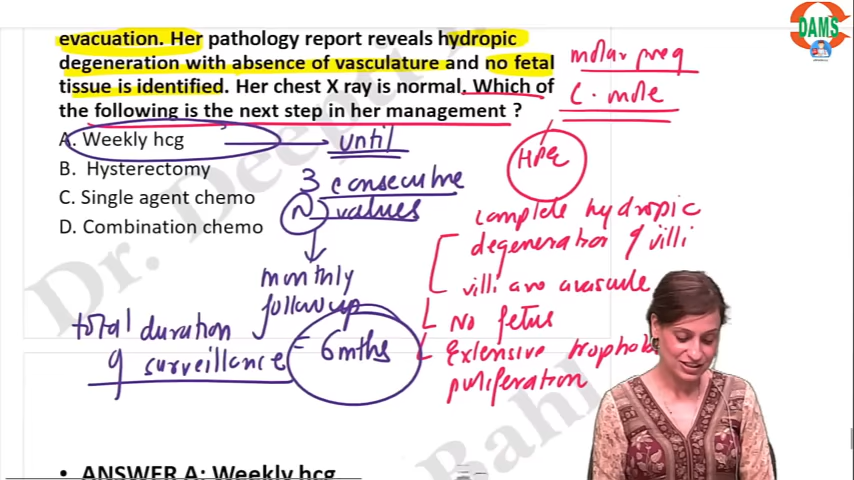 DAMS
evacuation. Her pathology report reveals hydropic
degeneration with absence of vasculature and no fetal
tissue is identified. Her chest X ray is normal. Which of
the following is the next step in her management ?
A. Weekly hcg
B. Hysterectomy
C. Single agent chemo
D. Combination chemo
until
3 consecutive
N values
monthly
follow up
total duration
of surveillance = 6 mths
molar preg
C. mole
HPE
complete hydropic
degeneration of villi
villi are avascular
No fetus
Extensive
proliferation
Dr. Deepti Bahl
• ANSWER A: Weekly hcg